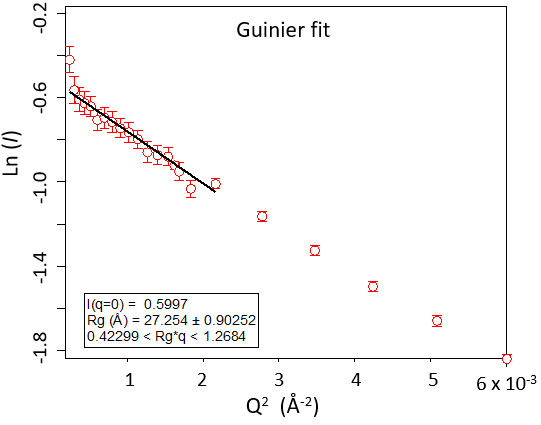 Guinier fit
Ln (I)
-0.2
-0.6
-1.0
-1.4
-1.8
I(q=0) = 0.5997
Rg (Å) = 27.254 ± 0.90252
0.42299 < Rg*q < 1.2684
1 2 3 4 5 6 x 10⁻³
Q² (Å⁻²)